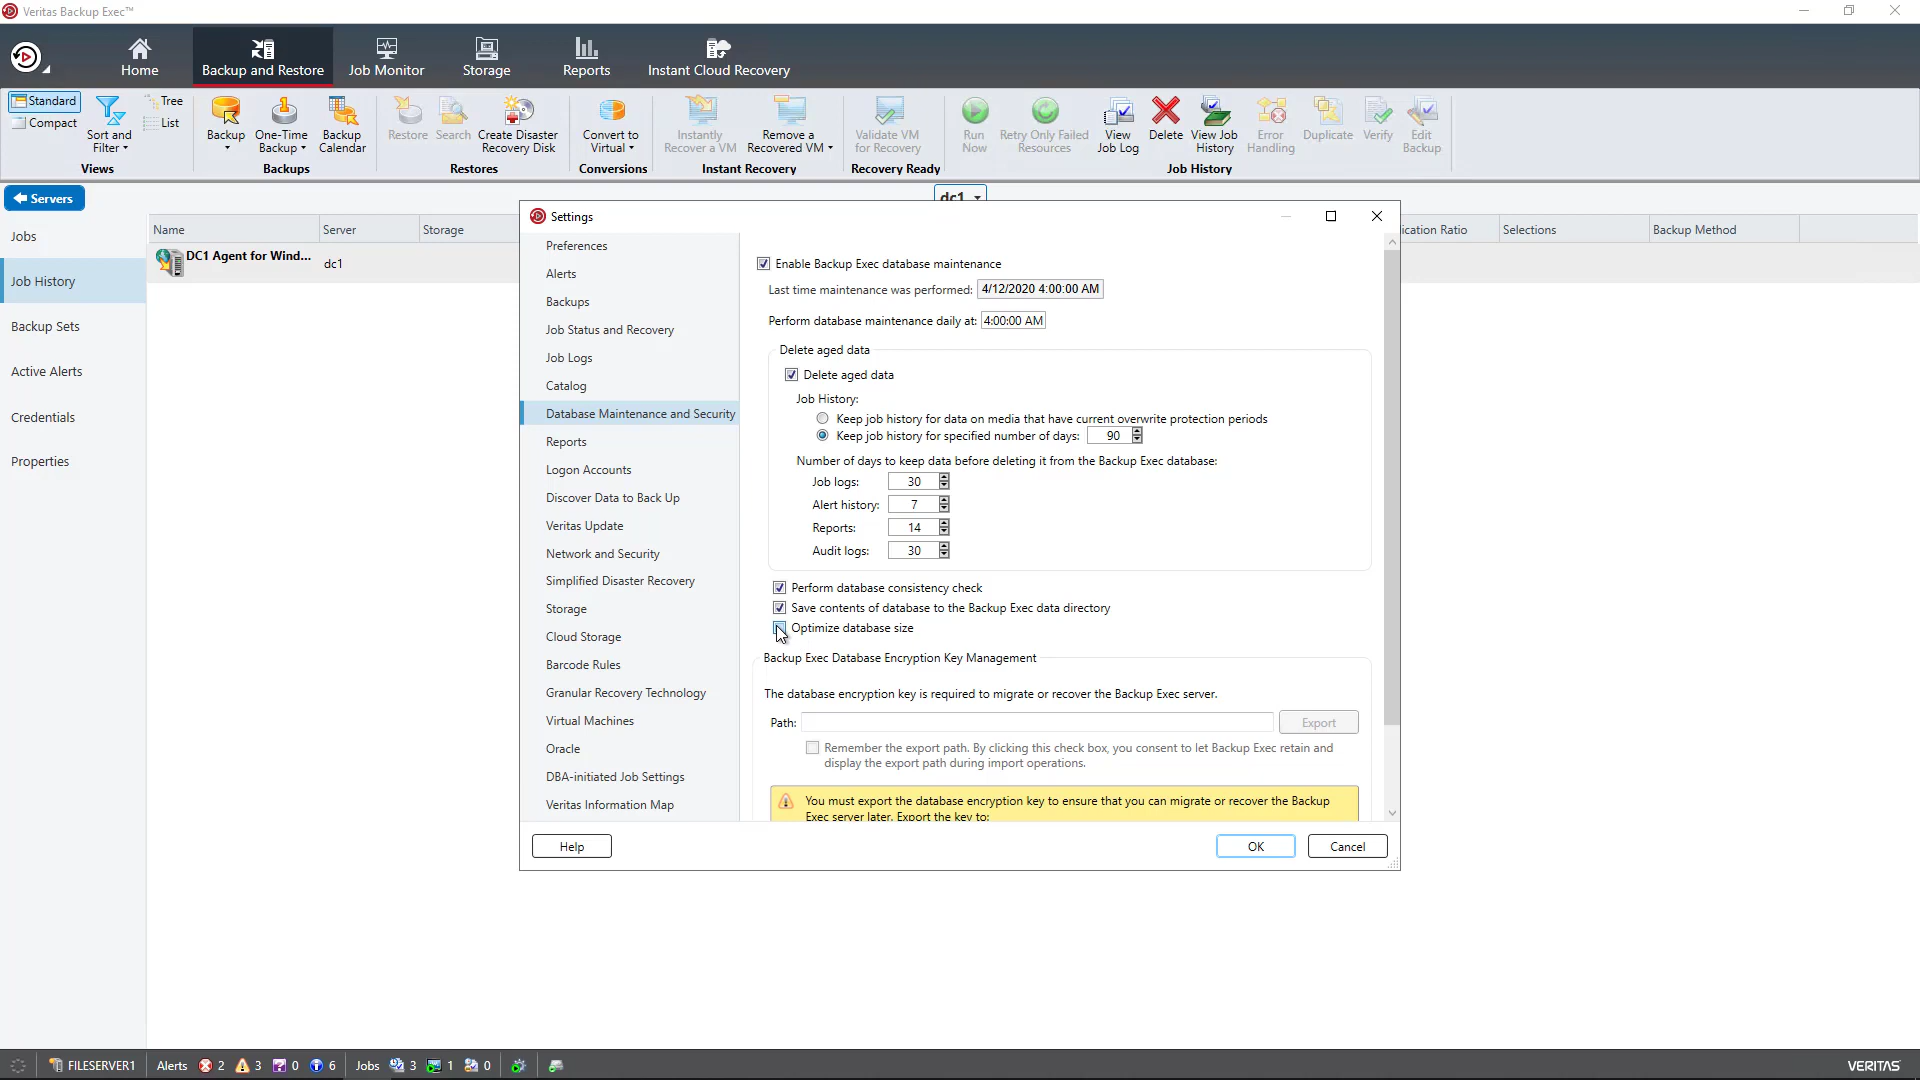 Veritas Backup Exec™
Home
Backup and Restore
Job Monitor
Storage
Reports
Instant Cloud Recovery
Standard
Compact
Sort and
Filter
Tree
List
Views
Backup
One-Time
Backup
Backup
Calendar
Backups
Restore
Search
Create Disaster
Recovery Disk
Restores
Convert to
Virtual
Conversions
Instantly
Recover a VM
Remove a
Recovered VM
Instant Recovery
Validate VM
for Recovery
Recovery Ready
Run
Now
Retry Only Failed
Resources
View
Job Log
Delete
View Job
History
Error
Handling
Duplicate
Verify
Edit
Backup
Job History
Servers
dc1
Jobs
Job History
Backup Sets
Active Alerts
Credentials
Properties
Name
Server
Storage
ication Ratio
Selections
Backup Method
DC1 Agent for Wind...
dc1
Settings
Preferences
Alerts
Backups
Job Status and Recovery
Job Logs
Catalog
Database Maintenance and Security
Reports
Logon Accounts
Discover Data to Back Up
Veritas Update
Network and Security
Simplified Disaster Recovery
Storage
Cloud Storage
Barcode Rules
Granular Recovery Technology
Virtual Machines
Oracle
DBA-initiated Job Settings
Veritas Information Map
Enable Backup Exec database maintenance
Last time maintenance was performed: 4/12/2020 4:00:00 AM
Perform database maintenance daily at: 4:00:00 AM
Delete aged data
Delete aged data
Job History:
Keep job history for data on media that have current overwrite protection periods
Keep job history for specified number of days: 90
Number of days to keep data before deleting it from the Backup Exec database:
Job logs: 30
Alert history: 7
Reports: 14
Audit logs: 30
Perform database consistency check
Save contents of database to the Backup Exec data directory
Optimize database size
Backup Exec Database Encryption Key Management
The database encryption key is required to migrate or recover the Backup Exec server.
Path:
Export
Remember the export path. By clicking this check box, you consent to let Backup Exec retain and
display the export path during import operations.
You must export the database encryption key to ensure that you can migrate or recover the Backup
Exec server later. Export the key to:
Help
OK
Cancel
FILESERVER1
Alerts 2 3 0 6
Jobs 3 1 0
VERITAS